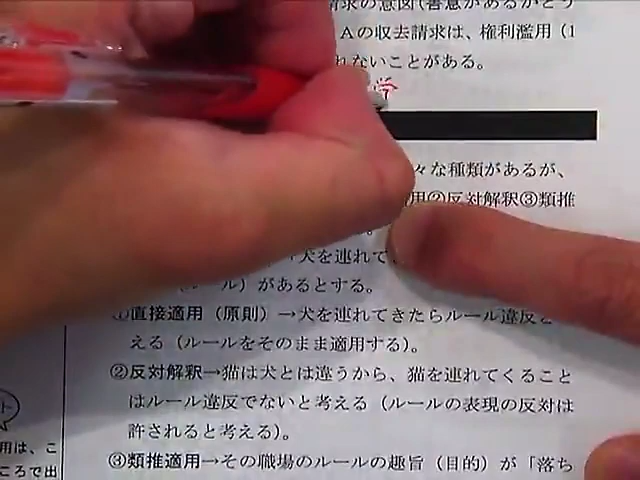 求の意図（害意があるかどう
Aの収去請求は、権利濫用（1
れないことがある。
学
々な種類があるが、
用②反対解釈③類推
犬を連れて
ール）があるとする。
①直接適用（原則）→犬を連れてきたらルール違反と
える（ルールをそのまま適用する）。
②反対解釈→猫は犬とは違うから、猫を連れてくること
はルール違反でないと考える（ルールの表現の反対は
許されると考える）。
③類推適用→その職場のルールの趣旨（目的）が「落ち
ト
用は、こ
ころで出